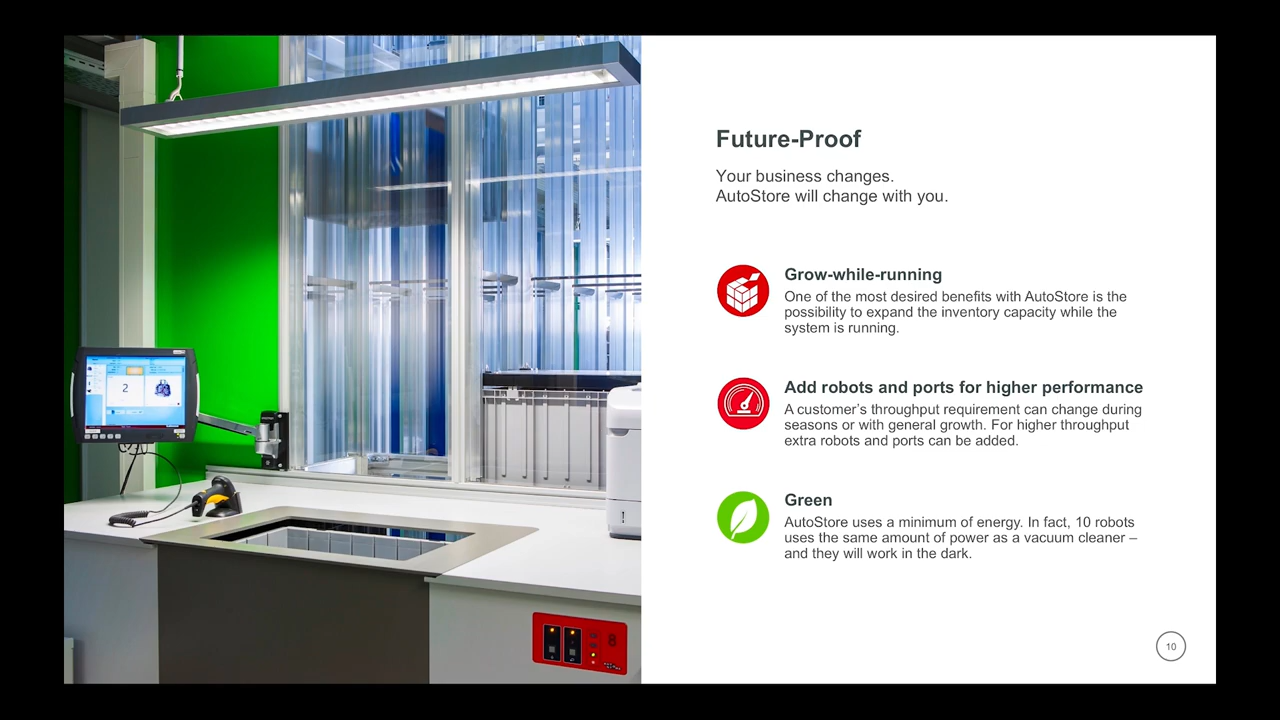 Future-Proof
Your business changes.
AutoStore will change with you.
Grow-while-running
One of the most desired benefits with AutoStore is the
possibility to expand the inventory capacity while the
system is running.
Add robots and ports for higher performance
A customer’s throughput requirement can change during
seasons or with general growth. For higher throughput
extra robots and ports can be added.
Green
AutoStore uses a minimum of energy. In fact, 10 robots
uses the same amount of power as a vacuum cleaner –
and they will work in the dark.
10
2
8